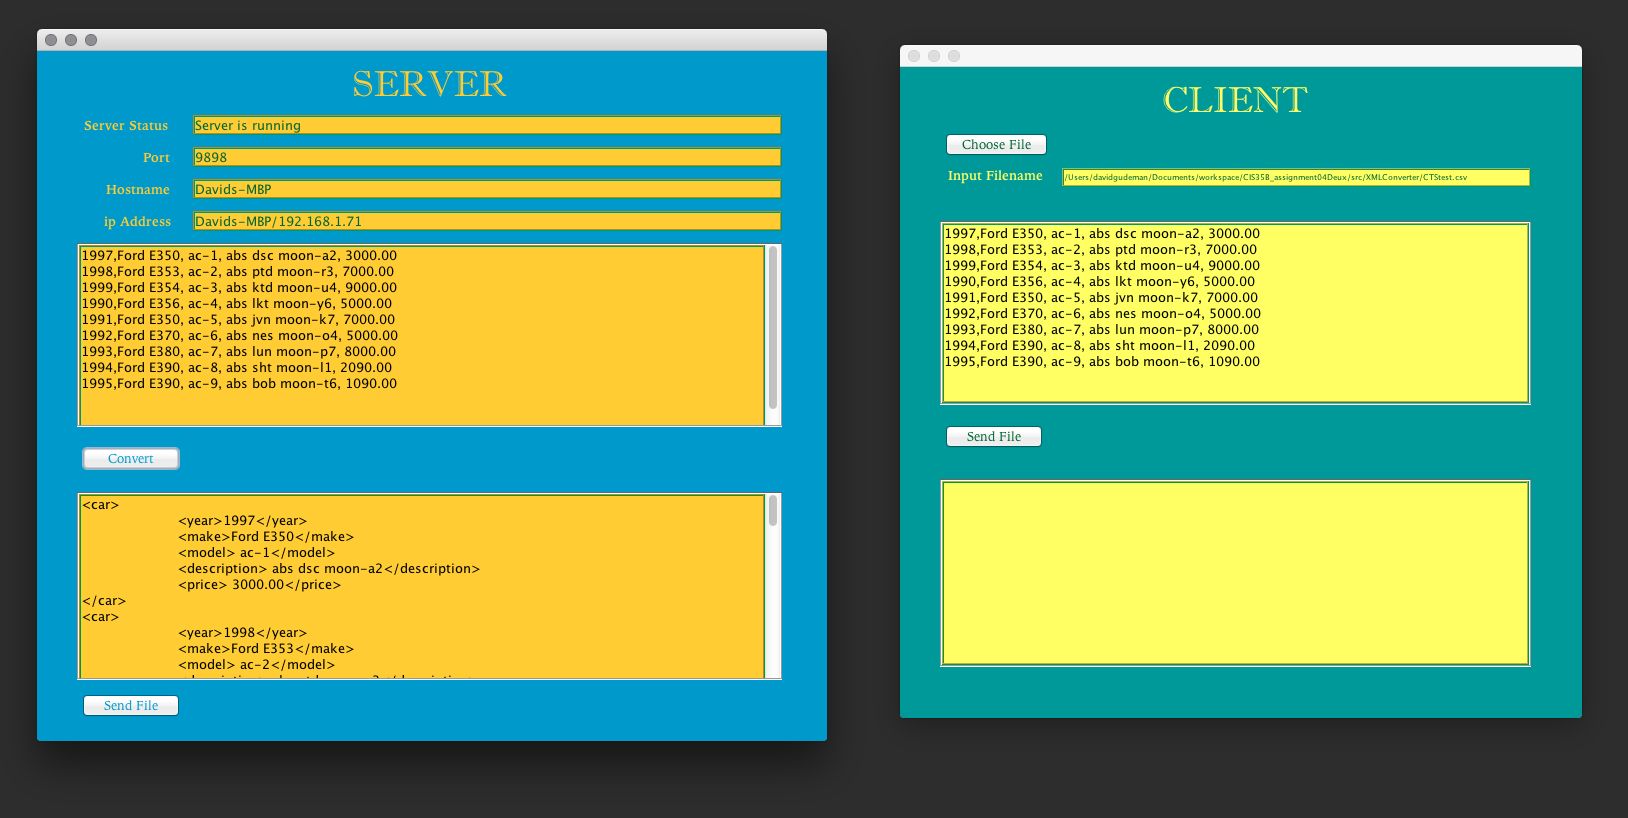 SERVER
Server Status Server is running
Port 9898
Hostname Davids-MBP
ip Address Davids-MBP/192.168.1.71
1997,Ford E350, ac-1, abs dsc moon-a2, 3000.00
1998,Ford E353, ac-2, abs ptd moon-r3, 7000.00
1999,Ford E354, ac-3, abs ktd moon-u4, 9000.00
1990,Ford E356, ac-4, abs lkt moon-y6, 5000.00
1991,Ford E350, ac-5, abs jvn moon-k7, 7000.00
1992,Ford E370, ac-6, abs nes moon-o4, 5000.00
1993,Ford E380, ac-7, abs lun moon-p7, 8000.00
1994,Ford E390, ac-8, abs sht moon-l1, 2090.00
1995,Ford E390, ac-9, abs bob moon-t6, 1090.00
Convert
<car>
<year>1997</year>
<make>Ford E350</make>
<model> ac-1</model>
<description> abs dsc moon-a2</description>
<price> 3000.00</price>
</car>
<car>
<year>1998</year>
<make>Ford E353</make>
<model> ac-2</model>
Send File
CLIENT
Choose File
Input Filename /Users/davidgudeman/Documents/workspace/CIS35B_assignment04Deux/src/XMLConverter/CTStest.csv
1997,Ford E350, ac-1, abs dsc moon-a2, 3000.00
1998,Ford E353, ac-2, abs ptd moon-r3, 7000.00
1999,Ford E354, ac-3, abs ktd moon-u4, 9000.00
1990,Ford E356, ac-4, abs lkt moon-y6, 5000.00
1991,Ford E350, ac-5, abs jvn moon-k7, 7000.00
1992,Ford E370, ac-6, abs nes moon-o4, 5000.00
1993,Ford E380, ac-7, abs lun moon-p7, 8000.00
1994,Ford E390, ac-8, abs sht moon-l1, 2090.00
1995,Ford E390, ac-9, abs bob moon-t6, 1090.00
Send File